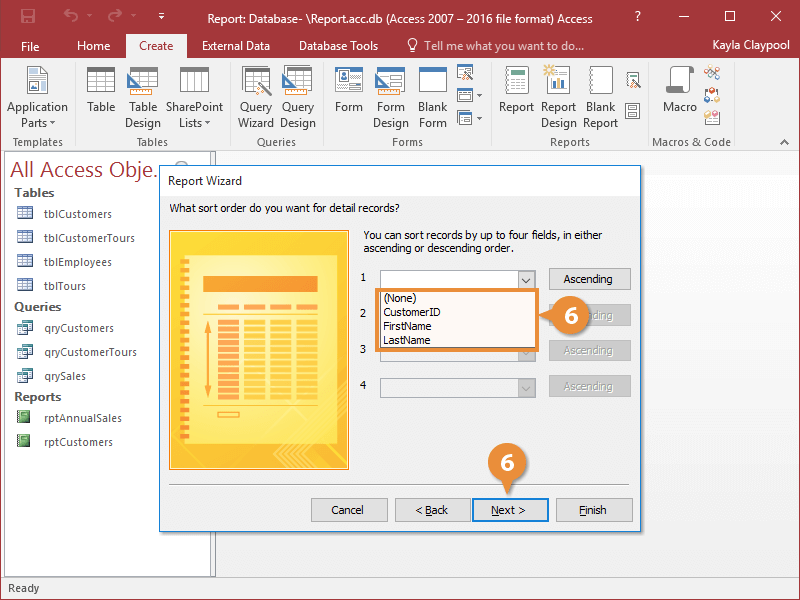 Report: Database- \Report.acc.db (Access 2007 – 2016 file format) Access
?
File Home Create External Data Database Tools Tell me what you want to do... Kayla Claypool
Application Parts
Table
Table Design
SharePoint Lists
Query Wizard
Query Design
Form
Form Design
Blank Form
Report
Report Design
Blank Report
Macro
Templates Tables Queries Forms Reports Macros & Code
All Access Obje...
Tables
tblCustomers
tblCustomerTours
tblEmployees
tblTours
Queries
qryCustomers
qryCustomerTours
qrySales
Reports
rptAnnualSales
rptCustomers
Report Wizard
What sort order do you want for detail records?
You can sort records by up to four fields, in either
ascending or descending order.
1 Ascending
(None)
CustomerID
FirstName
LastName
6
2
3 Ascending
4 Ascending
6
Cancel < Back Next > Finish
Ready